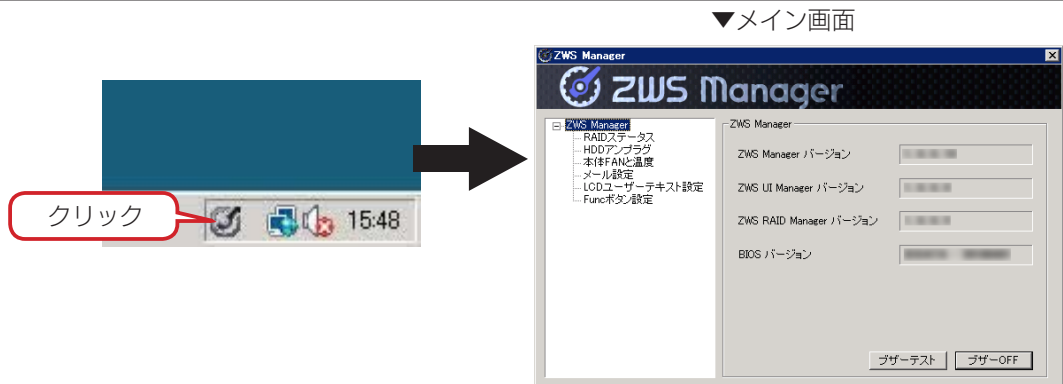 ▼メイン画面
クリック
15:48
ZWS Manager
ZWS Manager
ZWS Manager
RAIDステータス
HDDアンプラグ
本体FANと温度
メール設定
LCDユーザーテキスト設定
Funcボタン設定
ZWS Manager
ZWS Manager バージョン
ZWS UI Manager バージョン
ZWS RAID Manager バージョン
BIOS バージョン
ブザーテスト
ブザーOFF